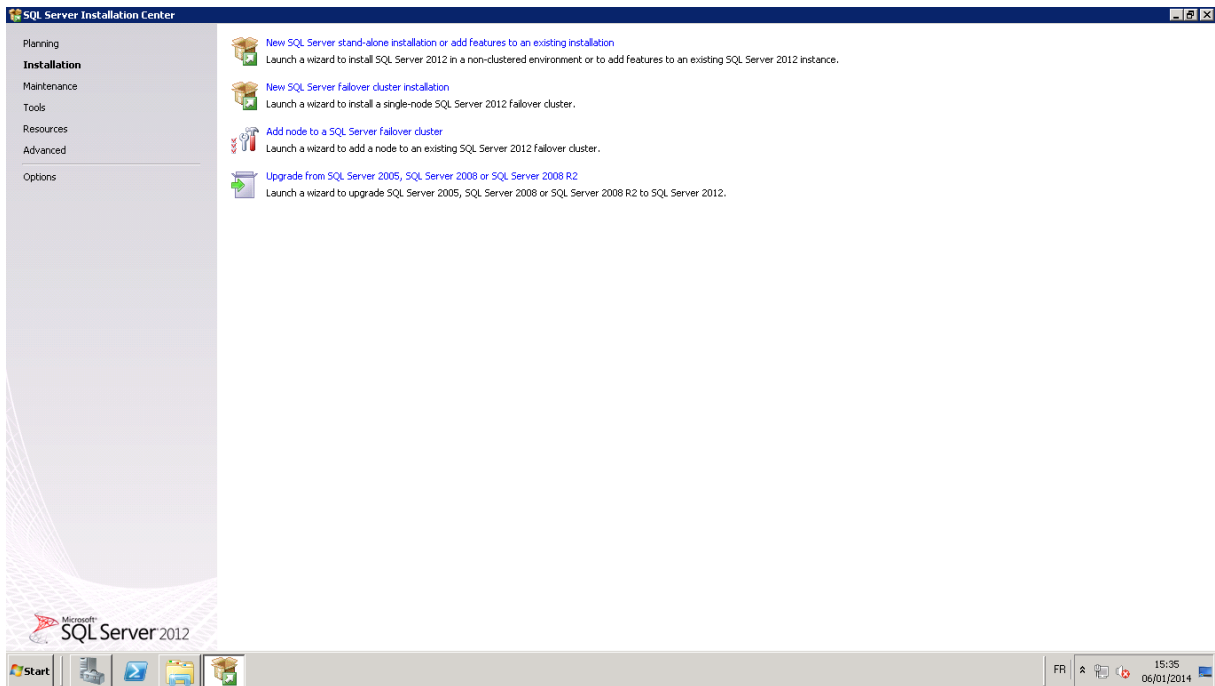 SQL Server Installation Center
Planning
Installation
Maintenance
Tools
Resources
Advanced
Options
New SQL Server stand-alone installation or add features to an existing installation
Launch a wizard to install SQL Server 2012 in a non-clustered environment or to add features to an existing SQL Server 2012 instance.
New SQL Server failover cluster installation
Launch a wizard to install a single-node SQL Server 2012 failover cluster.
Add node to a SQL Server failover cluster
Launch a wizard to add a node to an existing SQL Server 2012 failover cluster.
Upgrade from SQL Server 2005, SQL Server 2008 or SQL Server 2008 R2
Launch a wizard to upgrade SQL Server 2005, SQL Server 2008 or SQL Server 2008 R2 to SQL Server 2012.
Microsoft®
SQL Server 2012
Start
FR
15:35
06/01/2014